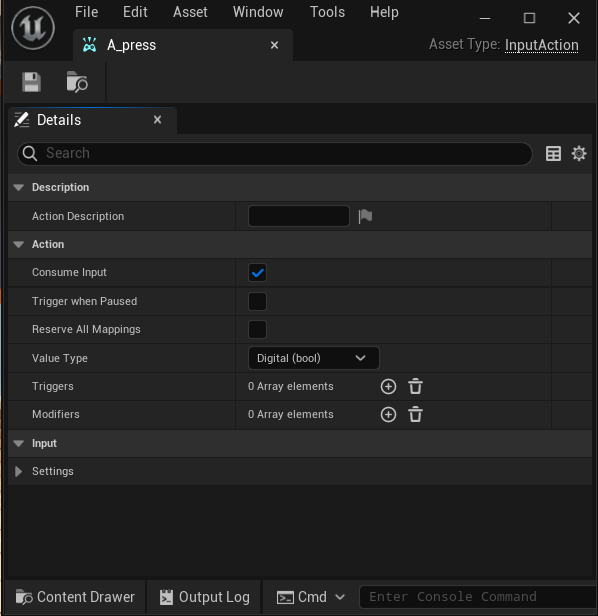 File Edit Asset Window Tools Help
A_press
Asset Type: InputAction
Details
Search
Description
Action Description
Action
Consume Input
Trigger when Paused
Reserve All Mappings
Value Type Digital (bool)
Triggers 0 Array elements
Modifiers 0 Array elements
Input
Settings
Content Drawer Output Log Cmd Enter Console Command